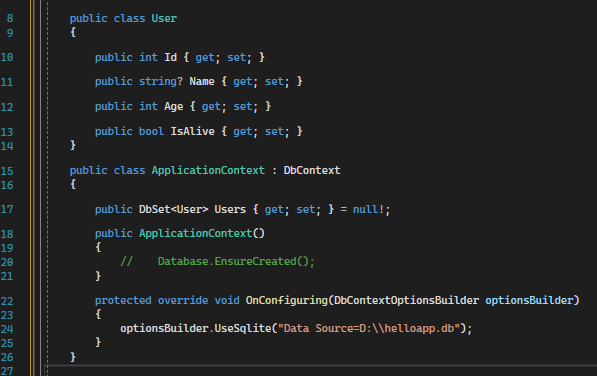 8 public class User
9 {
10 public int Id { get; set; }
11 public string? Name { get; set; }
12 public int Age { get; set; }
13 public bool IsAlive { get; set; }
14 }
15 public class ApplicationContext : DbContext
16 {
17 public DbSet<User> Users { get; set; } = null!;
18 public ApplicationContext()
19 {
20 //    Database.EnsureCreated();
21 }
22 protected override void OnConfiguring(DbContextOptionsBuilder optionsBuilder)
23 {
24 optionsBuilder.UseSqlite("Data Source=D:\\helloapp.db");
25 }
26 }
27